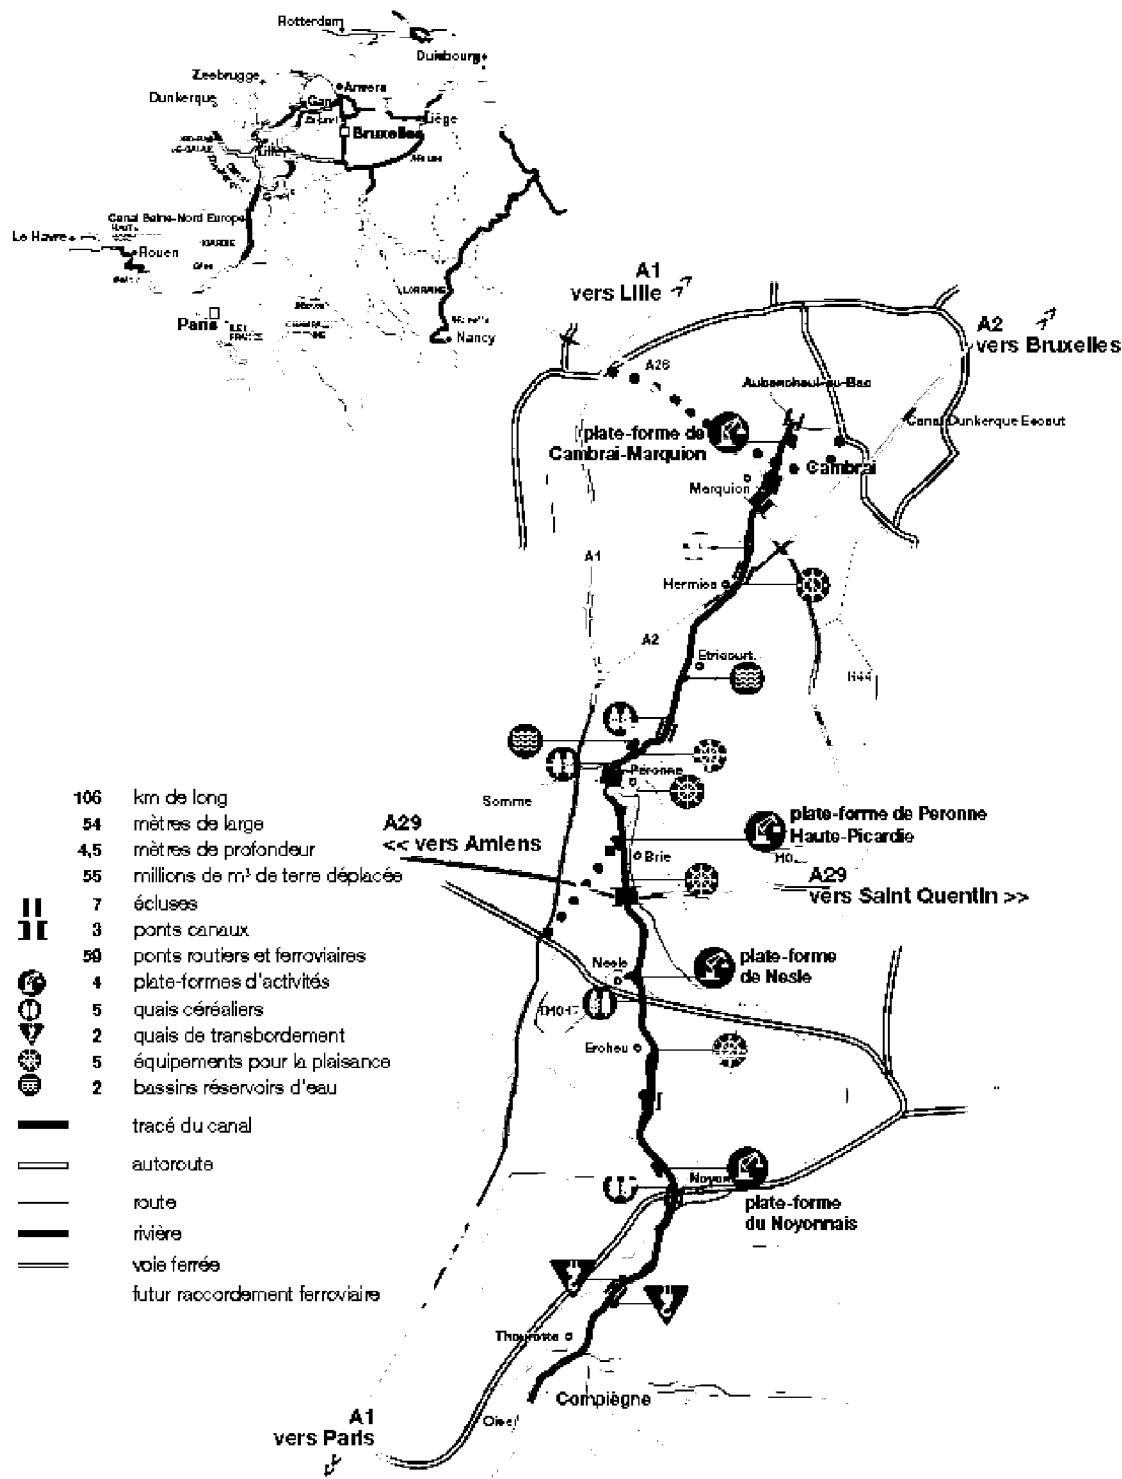 Rotterdam
Duisbourg
Zeebrugge
Anvers
Dunkerque
Gand
Liège
Bruxelles
Lille
Canal Seine-Nord Europe
Le Havre
Rouen
PICARDIE
LORRAINE
Paris
Nancy
A1
vers Lille
A2
vers Bruxelles
A26
Aubencheul-au-Bac
Canal Dunkerque Escaut
plate-forme de
Cambrai-Marquion
Cambrai
Marquion
A1
Hermies
A2
Etricourt
N44
Péronne
Somme
plate-forme de Peronne
Haute-Picardie
A29
<< vers Amiens
Brie
A29
vers Saint Quentin >>
Nesle
plate-forme
de Nesle
Ercheu
Noyon
plate-forme
du Noyonnais
Thourotte
Compiègne
Oise
A1
vers Paris
106 km de long
54 mètres de large
4,5 mètres de profondeur
55 millions de m³ de terre déplacée
7 écluses
3 ponts canaux
59 ponts routiers et ferroviaires
4 plate-formes d'activités
5 quais céréaliers
2 quais de transbordement
5 équipements pour la plaisance
2 bassins réservoirs d'eau
tracé du canal
autoroute
route
rivière
voie ferrée
futur raccordement ferroviaire